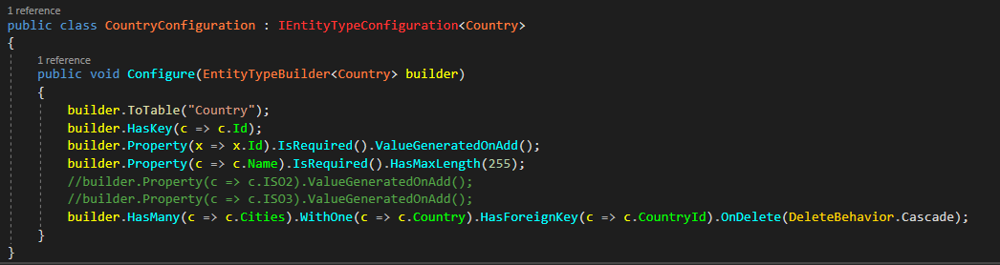 1 reference
public class CountryConfiguration : IEntityTypeConfiguration<Country>
{
1 reference
public void Configure(EntityTypeBuilder<Country> builder)
{
builder.ToTable("Country");
builder.HasKey(c => c.Id);
builder.Property(x => x.Id).IsRequired().ValueGeneratedOnAdd();
builder.Property(c => c.Name).IsRequired().HasMaxLength(255);
//builder.Property(c => c.ISO2).ValueGeneratedOnAdd();
//builder.Property(c => c.ISO3).ValueGeneratedOnAdd();
builder.HasMany(c => c.Cities).WithOne(c => c.Country).HasForeignKey(c => c.CountryId).OnDelete(DeleteBehavior.Cascade);
}
}